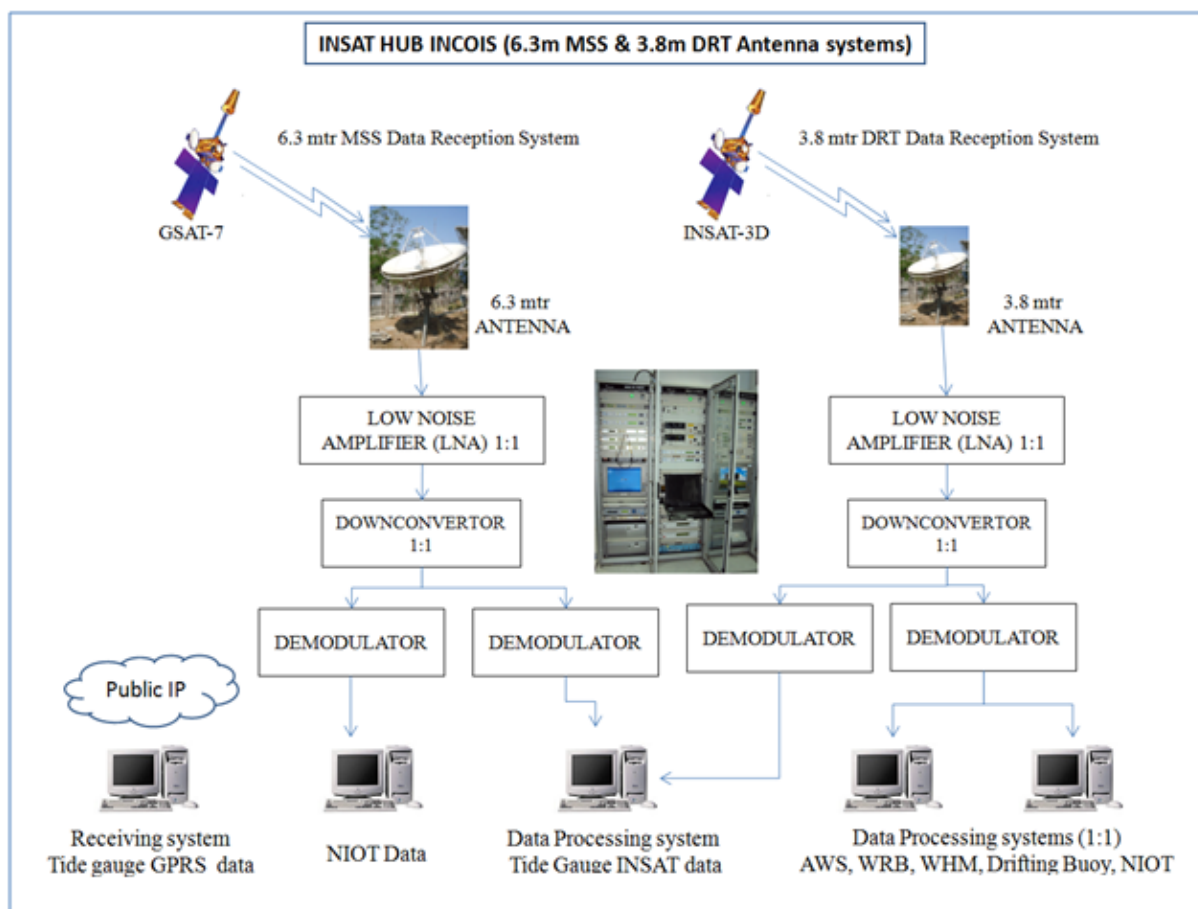 INSAT HUB INCOIS (6.3m MSS & 3.8m DRT Antenna systems)
6.3 mtr MSS Data Reception System
3.8 mtr DRT Data Reception System
GSAT-7
INSAT-3D
6.3 mtr
ANTENNA
3.8 mtr
ANTENNA
LOW NOISE
AMPLIFIER (LNA) 1:1
LOW NOISE
AMPLIFIER (LNA) 1:1
DOWNCONVERTOR
1:1
DOWNCONVERTOR
1:1
DEMODULATOR
DEMODULATOR
DEMODULATOR
DEMODULATOR
Public IP
Receiving system
Tide gauge GPRS data
NIOT Data
Data Processing system
Tide Gauge INSAT data
Data Processing systems (1:1)
AWS, WRB, WHM, Drifting Buoy, NIOT